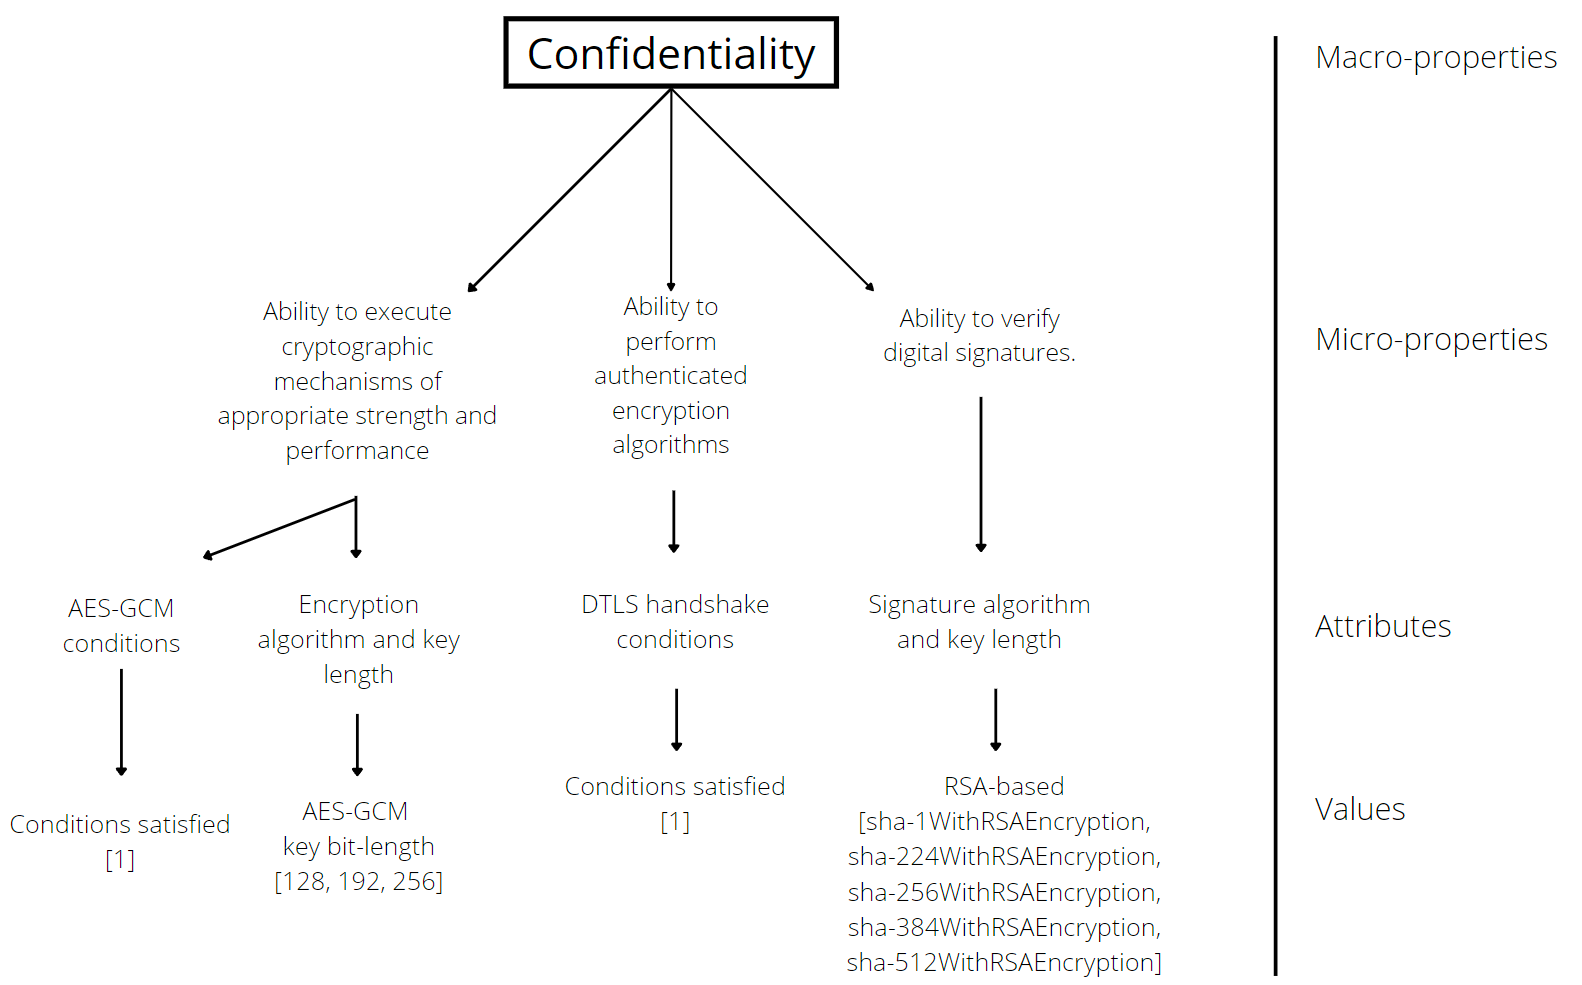 Confidentiality
Macro-properties
Ability to execute
cryptographic
mechanisms of
appropriate strength and
performance
Ability to
perform
authenticated
encryption
algorithms
Ability to verify
digital signatures.
Micro-properties
AES-GCM
conditions
Encryption
algorithm and key
length
DTLS handshake
conditions
Signature algorithm
and key length
Attributes
Conditions satisfied
[1]
AES-GCM
key bit-length
[128, 192, 256]
Conditions satisfied
[1]
RSA-based
[sha-1WithRSAEncryption,
sha-224WithRSAEncryption,
sha-256WithRSAEncryption,
sha-384WithRSAEncryption,
sha-512WithRSAEncryption]
Values